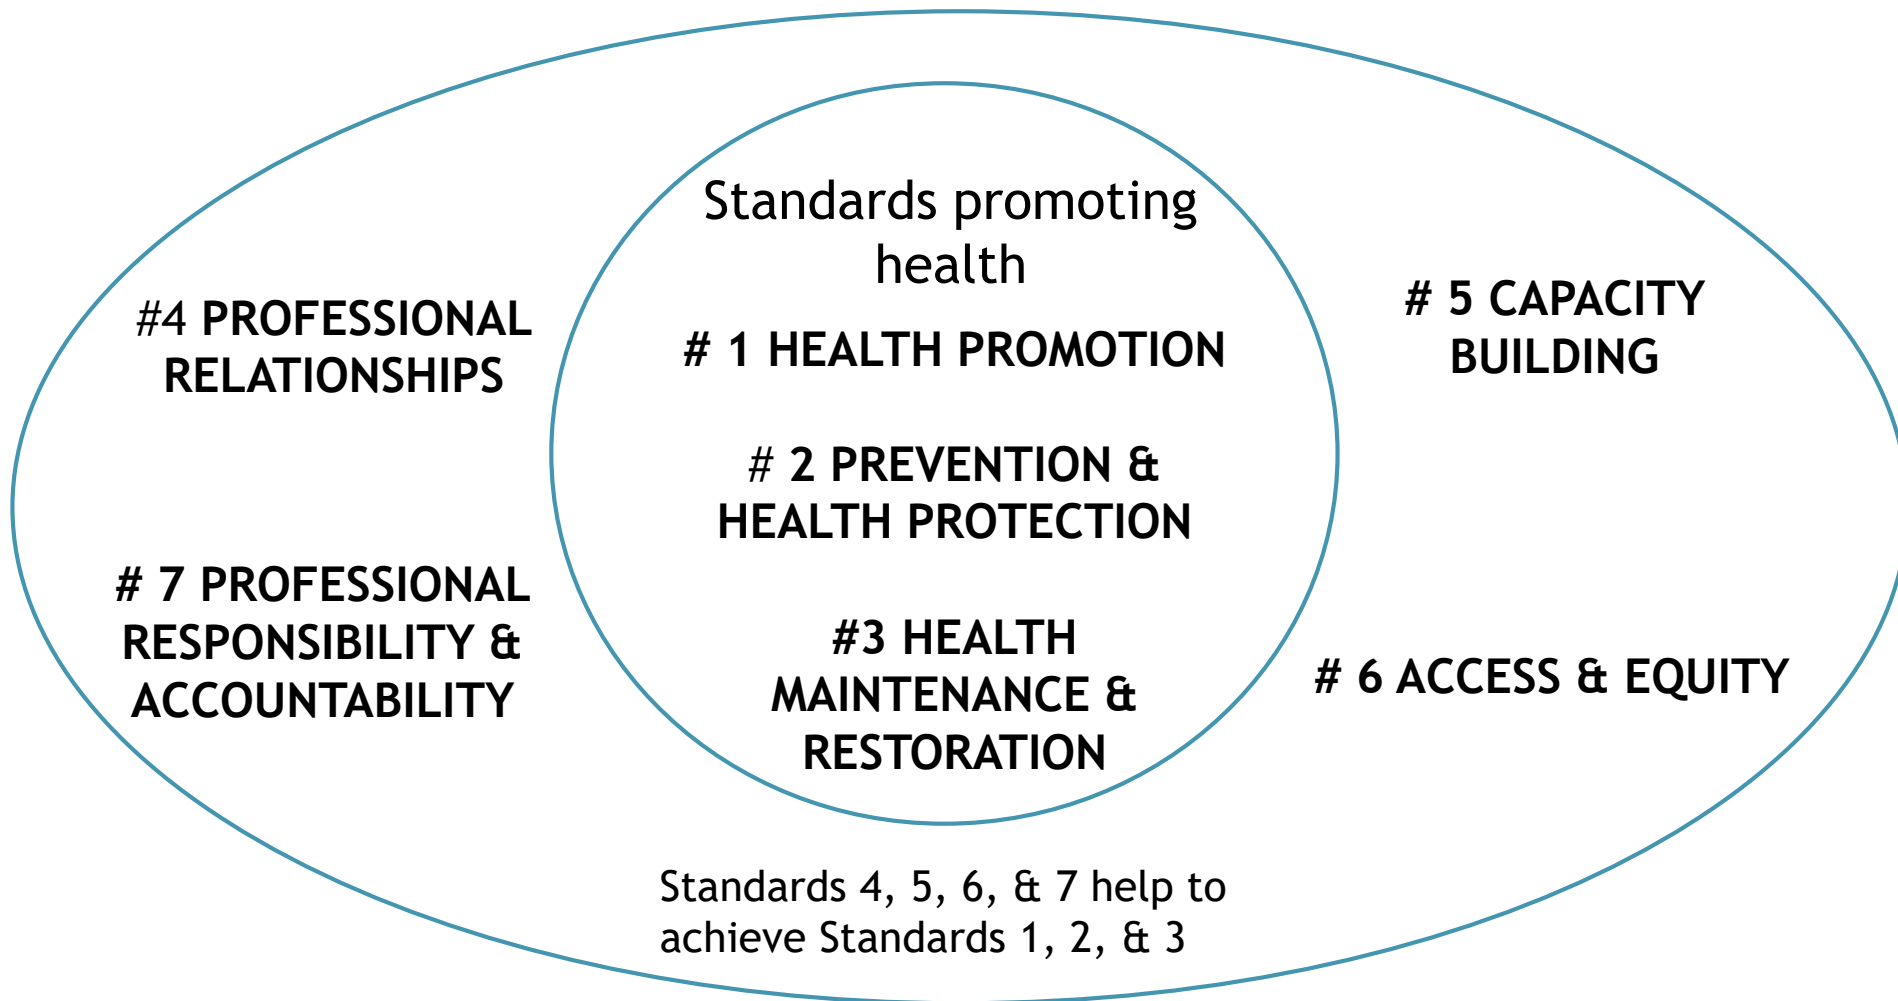 Standards promoting
health
# 1 HEALTH PROMOTION
# 2 PREVENTION &
HEALTH PROTECTION
#3 HEALTH
MAINTENANCE &
RESTORATION
#4 PROFESSIONAL
RELATIONSHIPS
# 5 CAPACITY
BUILDING
# 7 PROFESSIONAL
RESPONSIBILITY &
ACCOUNTABILITY
# 6 ACCESS & EQUITY
Standards 4, 5, 6, & 7 help to
achieve Standards 1, 2, & 3